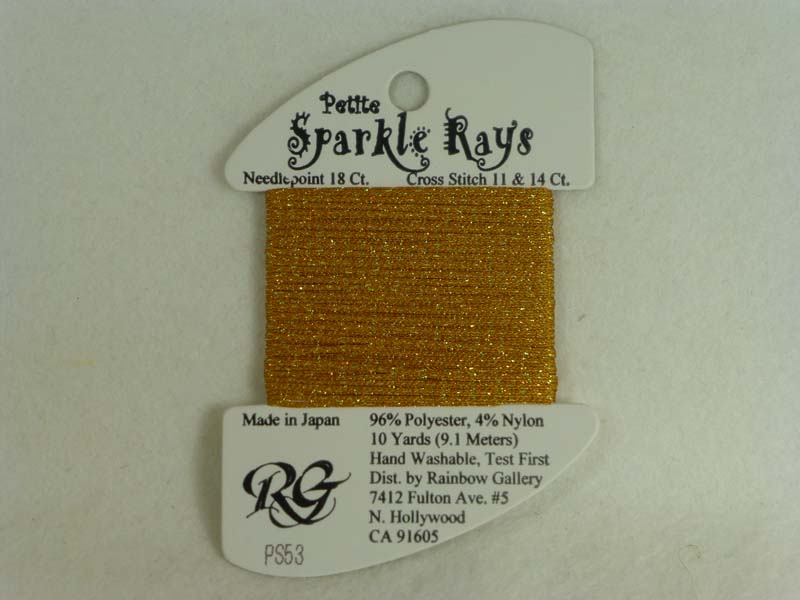 Petite
Sparkle Rays
Needlepoint 18 Ct. Cross Stitch 11 & 14 Ct.
Made in Japan
RG
PS53
96% Polyester, 4% Nylon
10 Yards (9.1 Meters)
Hand Washable, Test First
Dist. by Rainbow Gallery
7412 Fulton Ave. #5
N. Hollywood
CA 91605